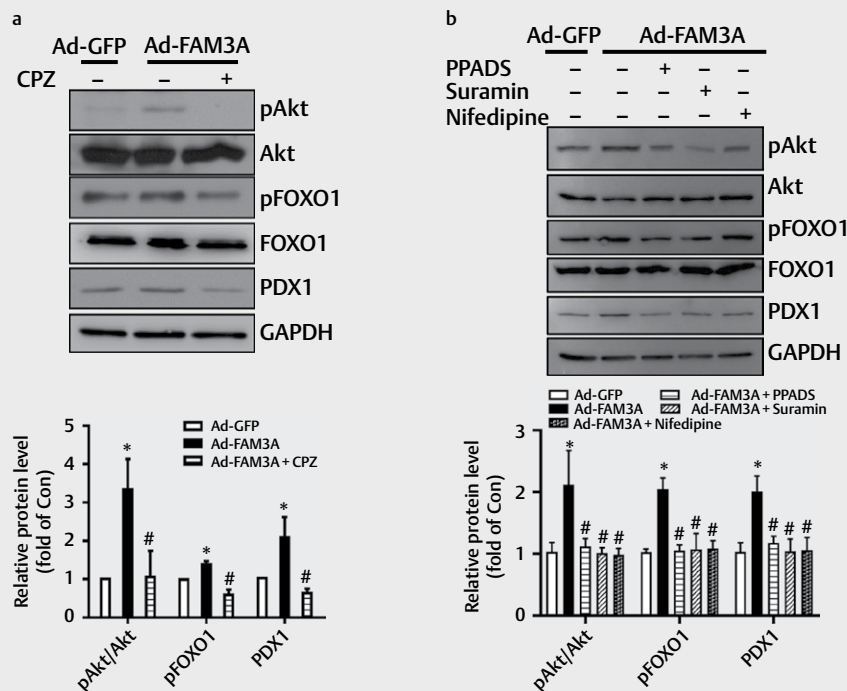 a
Ad-GFP Ad-FAM3A
CPZ – – +
pAkt
Akt
pFOXO1
FOXO1
PDX1
GAPDH
Relative protein level
(fold of Con)
5
4
3
2
1
0
Ad-GFP
Ad-FAM3A
Ad-FAM3A + CPZ
* # * # * #
pAkt/Akt pFOXO1 PDX1
b
Ad-GFP Ad-FAM3A
PPADS – – + – –
Suramin – – – + –
Nifedipine – – – – +
pAkt
Akt
pFOXO1
FOXO1
PDX1
GAPDH
Ad-GFP Ad-FAM3A + PPADS
Ad-FAM3A Ad-FAM3A + Suramin
Ad-FAM3A + Nifedipine
Relative protein level
(fold of Con)
3
2
1
0
* # # # * # # # * # # #
pAkt/Akt pFOXO1 PDX1